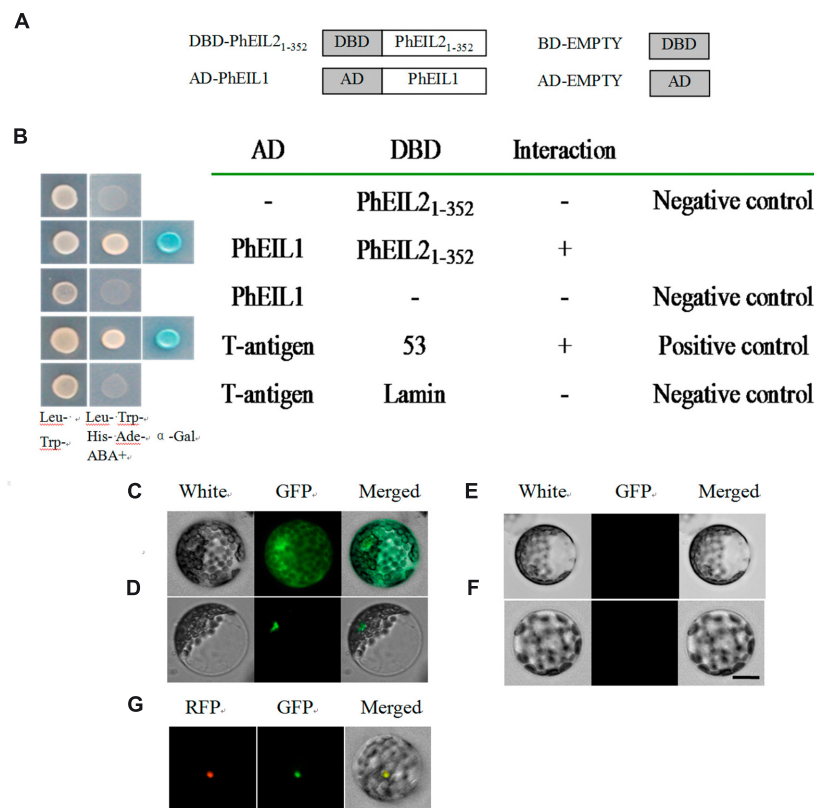 A
DBD-PhEIL2₁₋₃₅₂ DBD PhEIL2₁₋₃₅₂ BD-EMPTY DBD
AD-PhEIL1 AD PhEIL1 AD-EMPTY AD
B
AD DBD Interaction
- PhEIL2₁₋₃₅₂ - Negative control
PhEIL1 PhEIL2₁₋₃₅₂ +
PhEIL1 - - Negative control
T-antigen 53 + Positive control
T-antigen Lamin - Negative control
Leu- Leu- Trp-
Trp- His- Ade- α -Gal
ABA+
C White GFP Merged E White GFP Merged
D F
G RFP GFP Merged